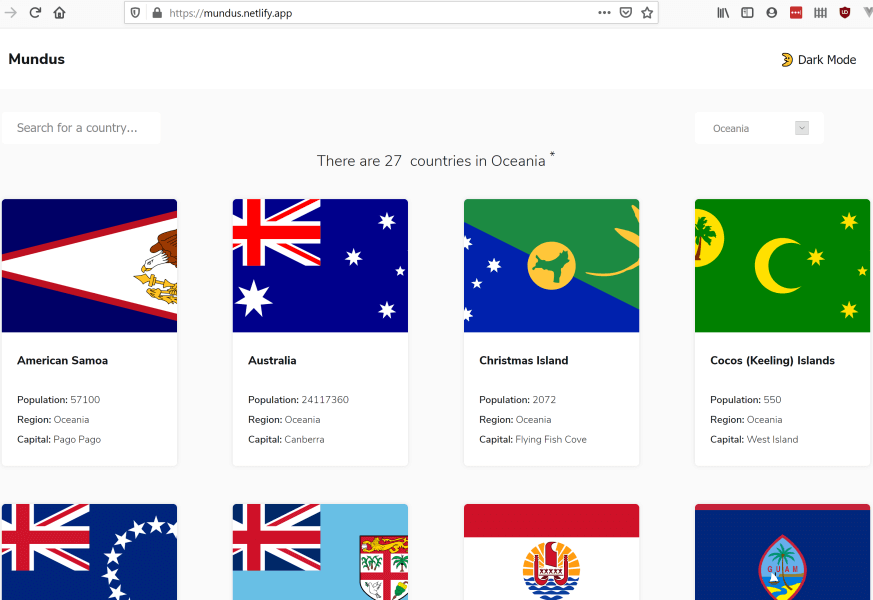 https://mundus.netlify.app
Mundus
Dark Mode
Search for a country...
Oceania
There are 27 countries in Oceania *
American Samoa
Population: 57100
Region: Oceania
Capital: Pago Pago
Australia
Population: 24117360
Region: Oceania
Capital: Canberra
Christmas Island
Population: 2072
Region: Oceania
Capital: Flying Fish Cove
Cocos (Keeling) Islands
Population: 550
Region: Oceania
Capital: West Island
GUAM